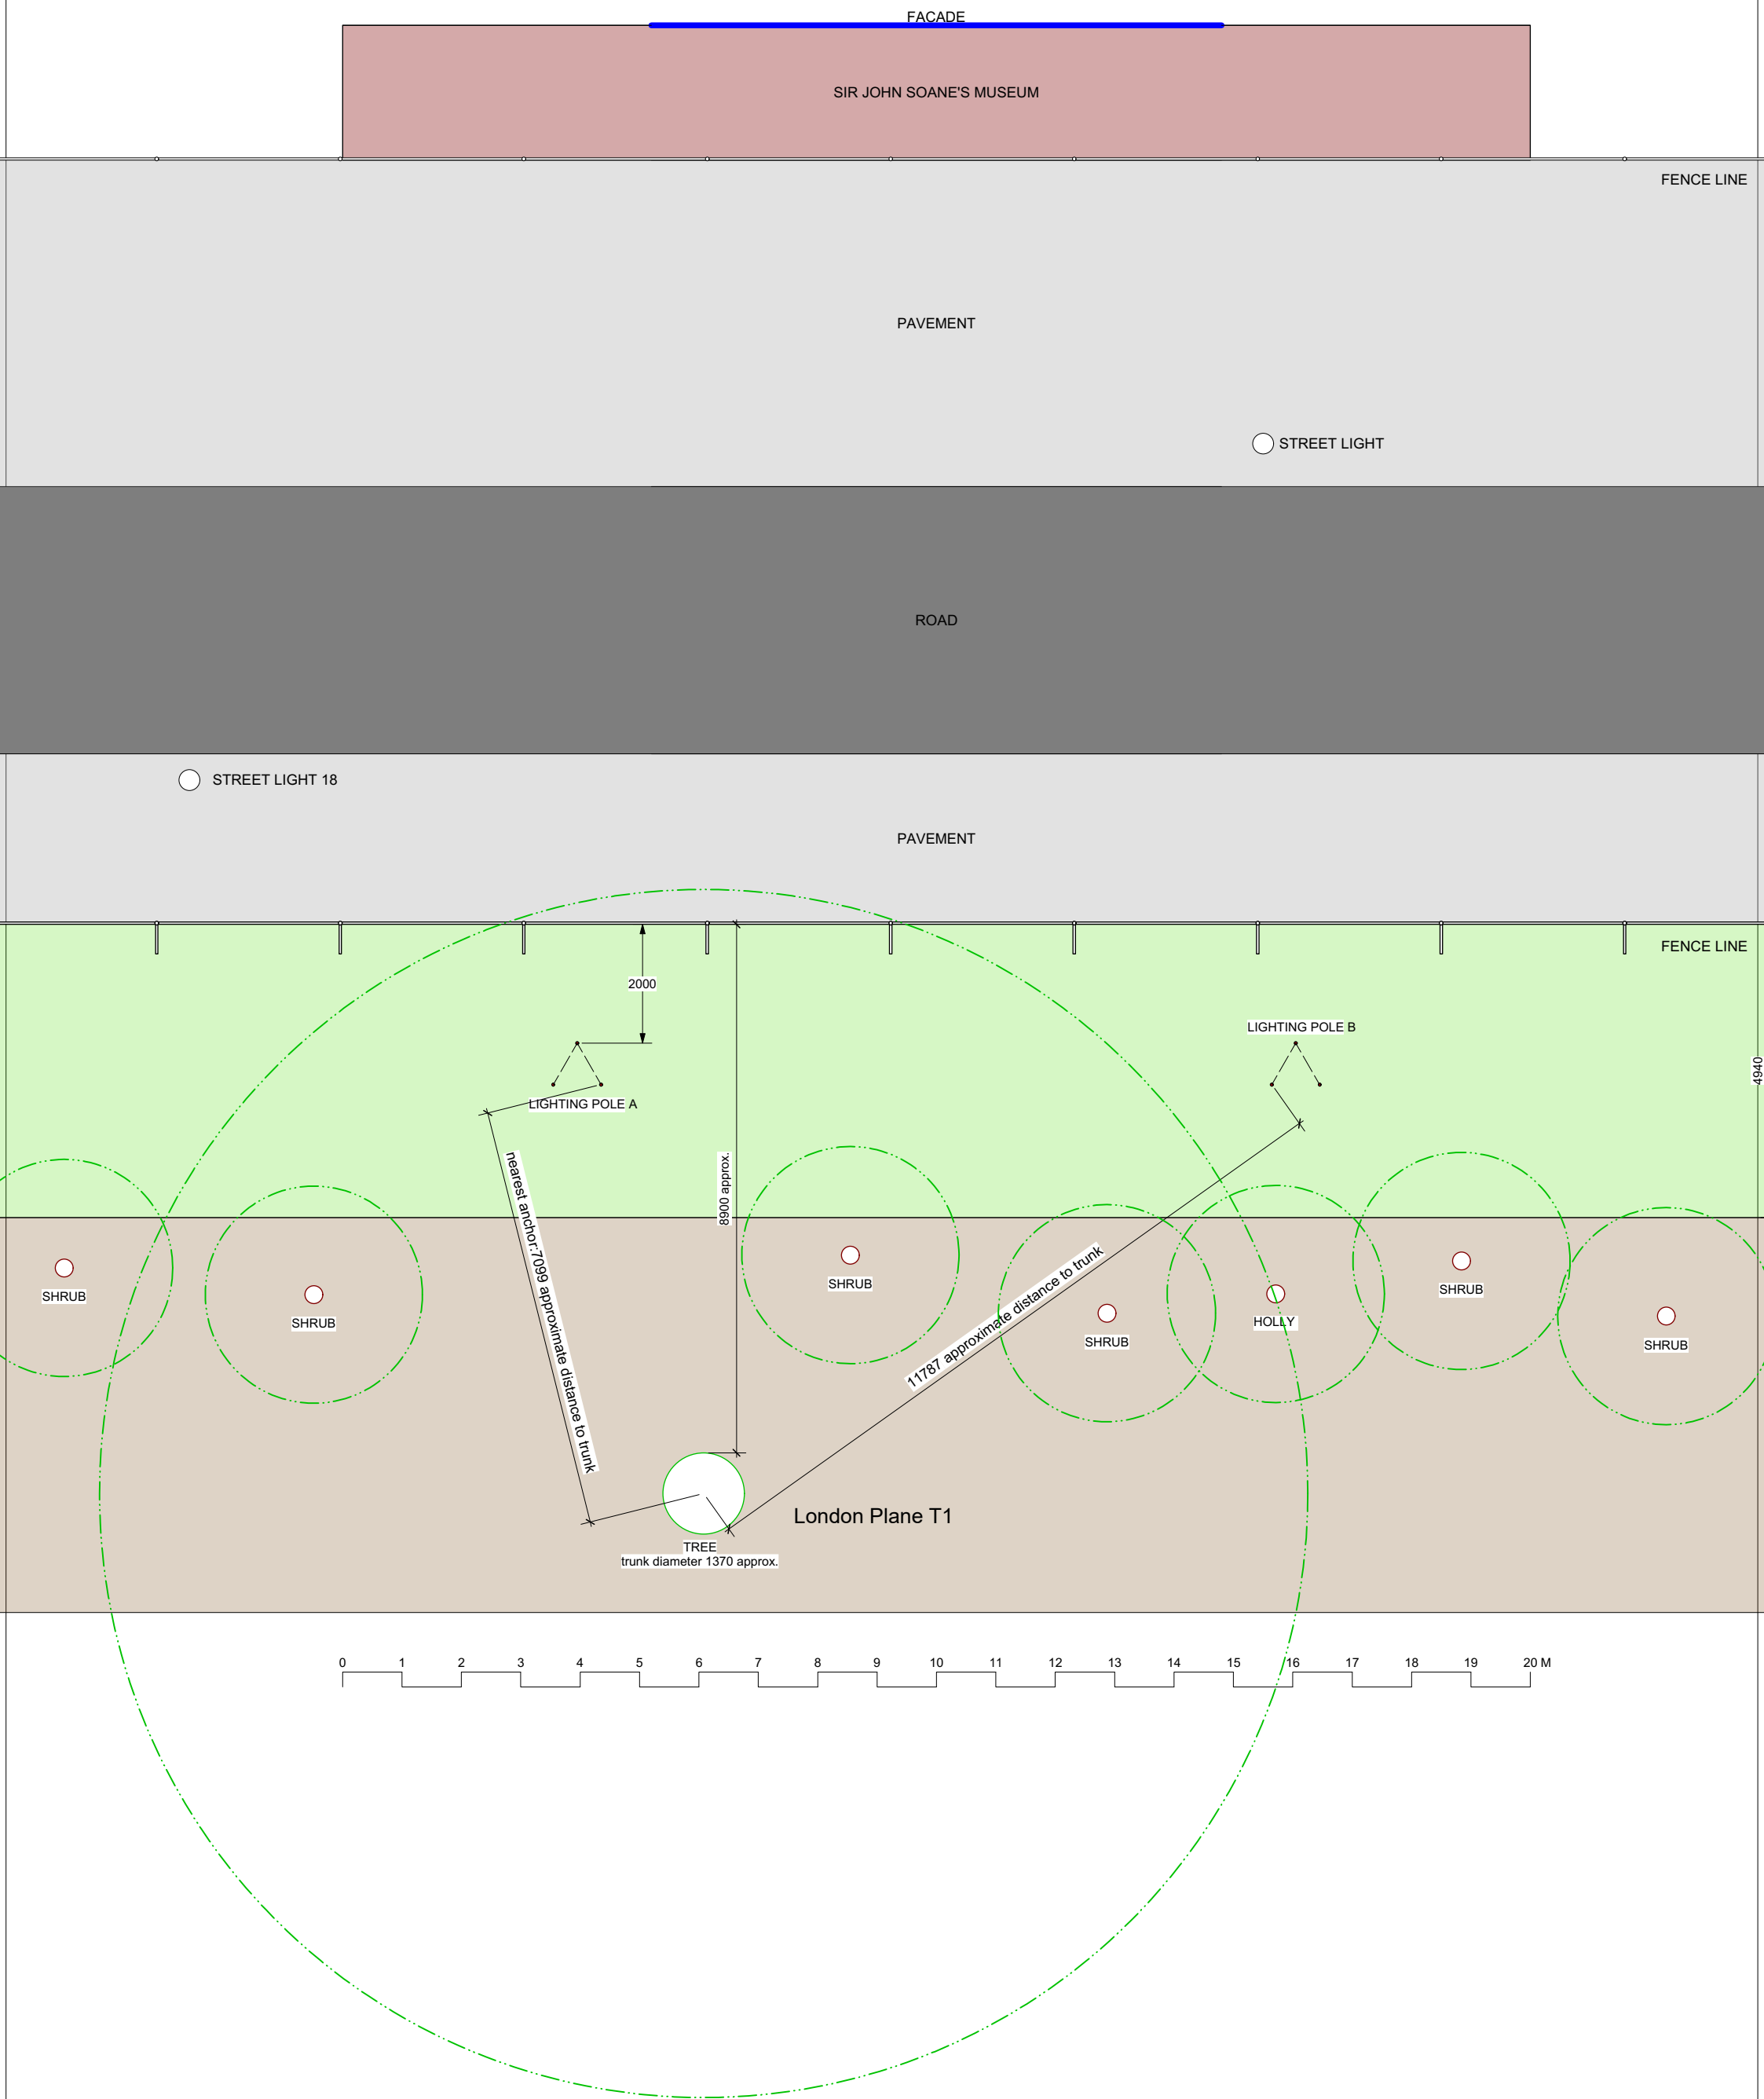 FACADE
SIR JOHN SOANE'S MUSEUM
FENCE LINE
PAVEMENT
STREET LIGHT
ROAD
STREET LIGHT 18
PAVEMENT
FENCE LINE
2000
LIGHTING POLE B
4940
LIGHTING POLE A
nearest anchor:7099 approximate distance to trunk
8900 approx.
11787 approximate distance to trunk
SHRUB
SHRUB
SHRUB
SHRUB
HOLLY
SHRUB
SHRUB
London Plane T1
TREE
trunk diameter 1370 approx.
0 1 2 3 4 5 6 7 8 9 10 11 12 13 14 15 16 17 18 19 20 M